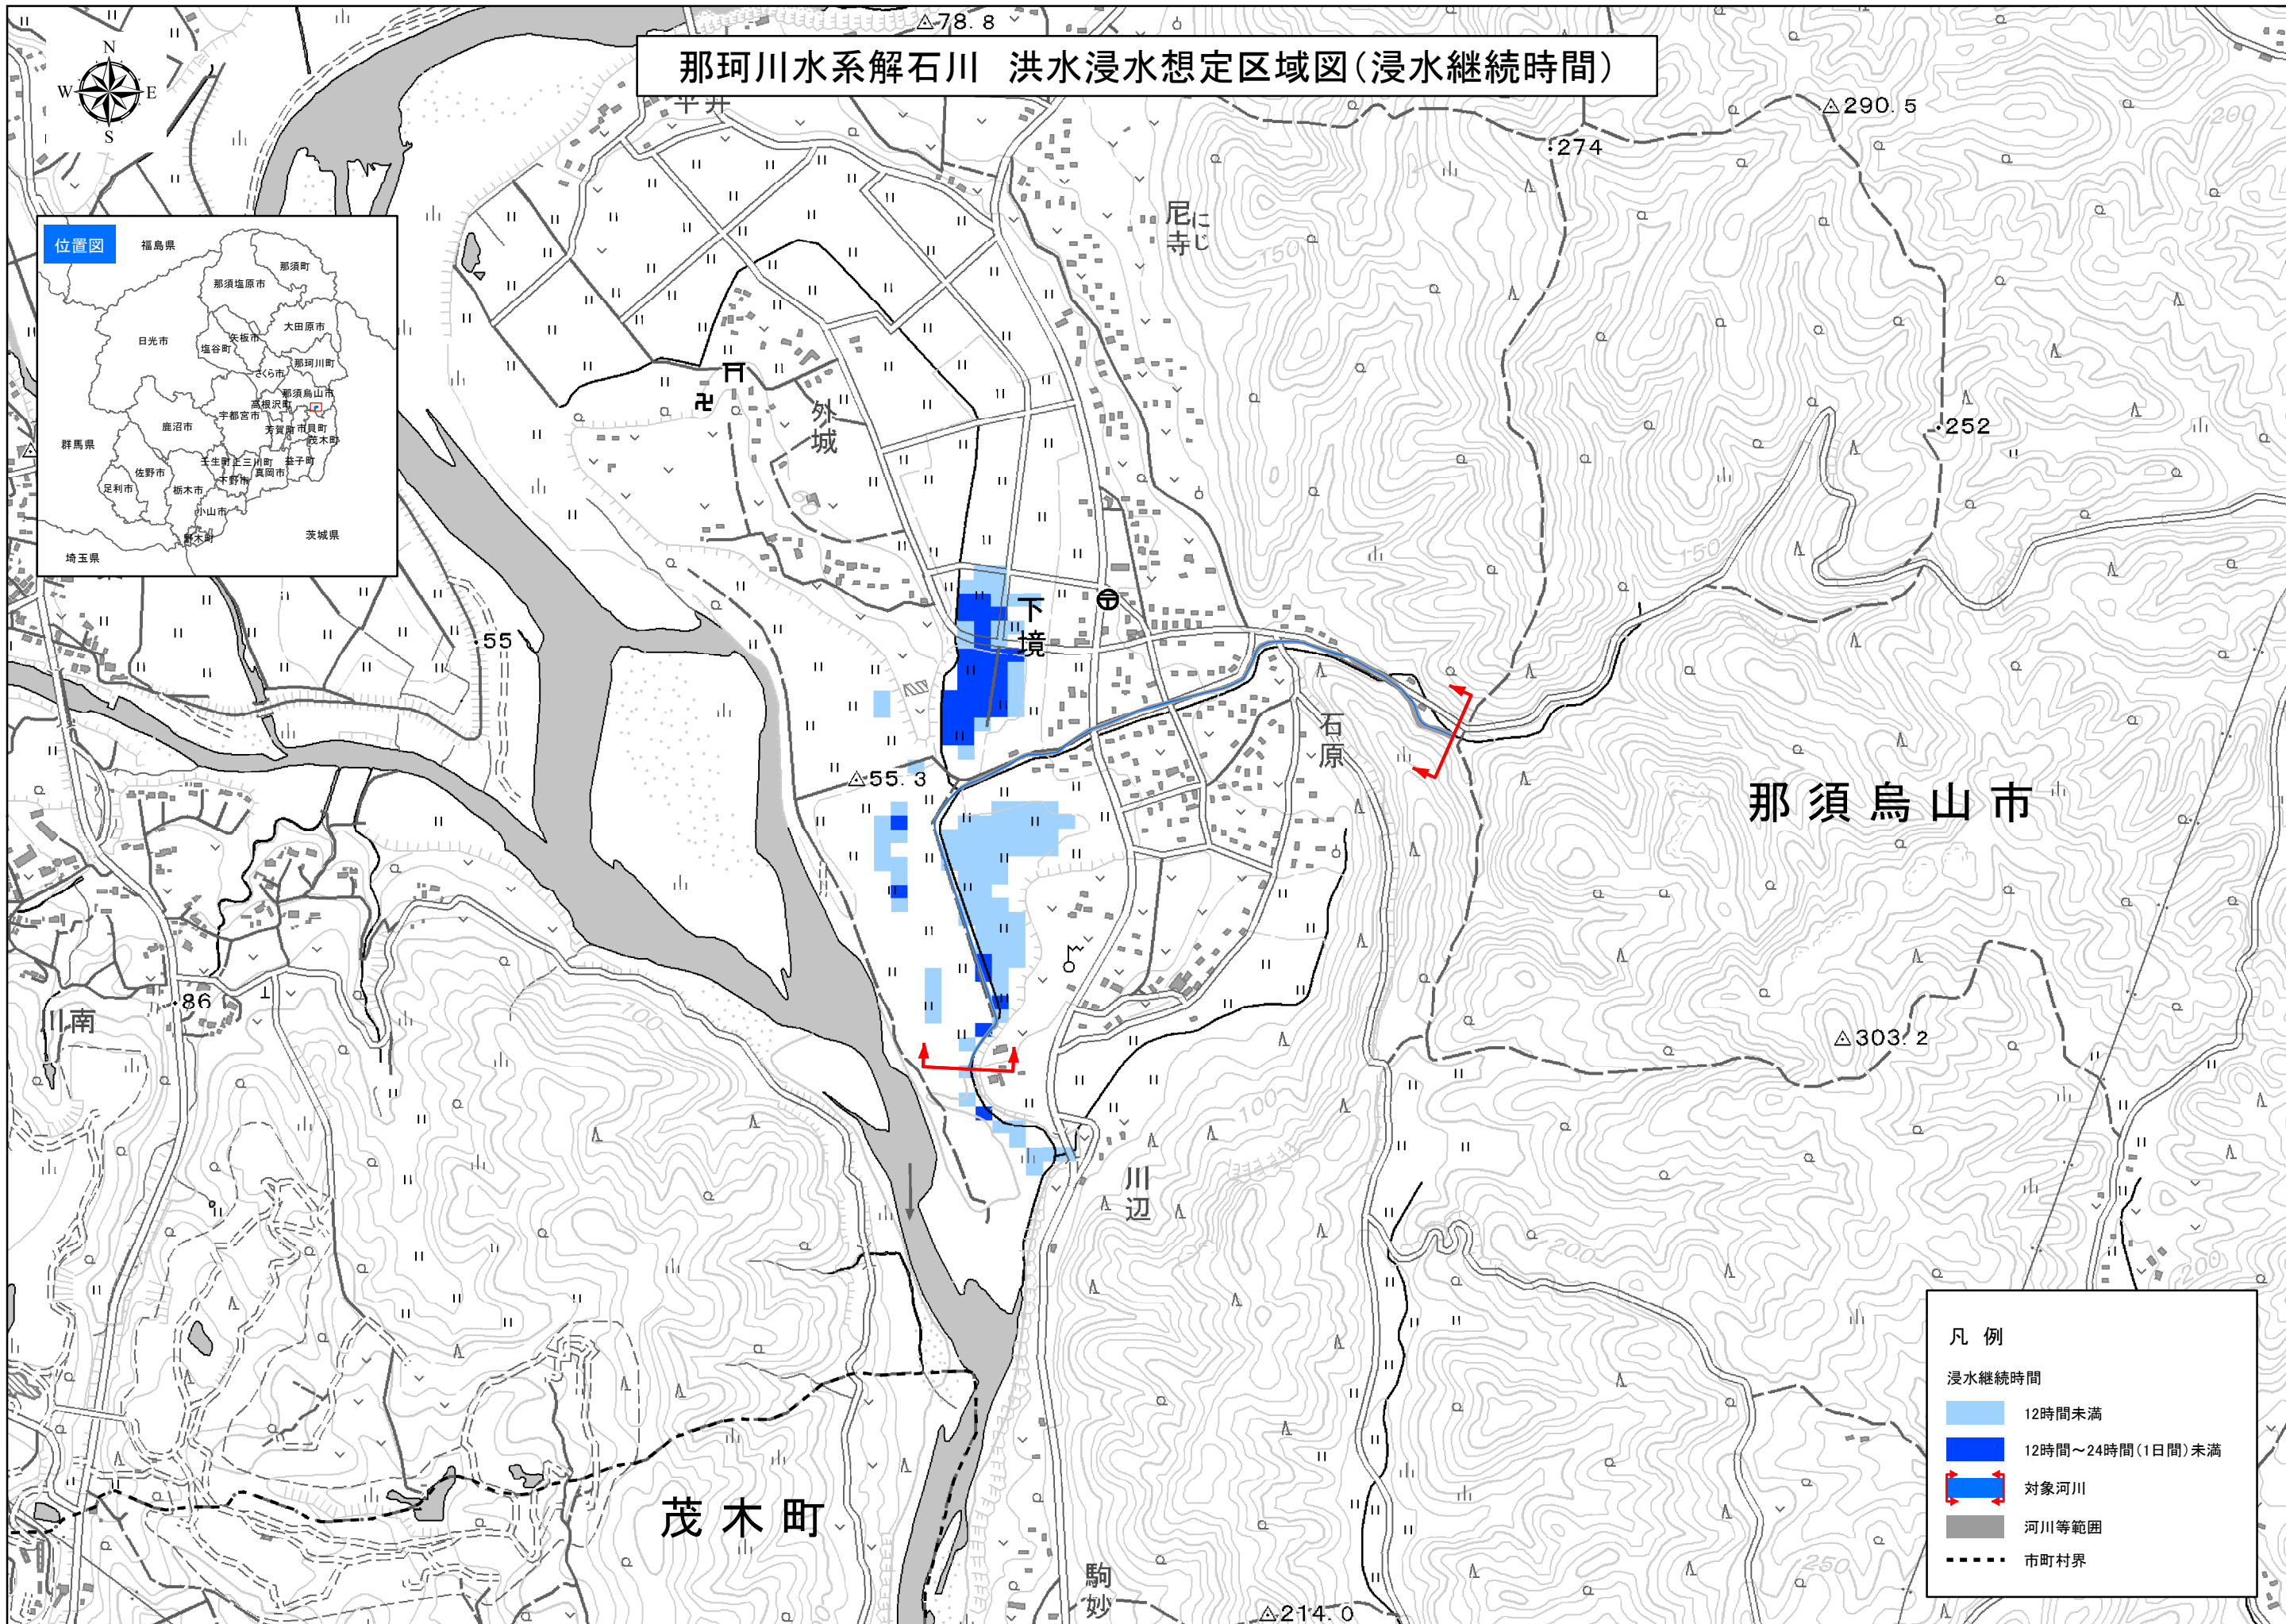 那珂川水系解石川 洪水浸水想定区域図(浸水継続時間)
N
W
E
S
位置図
福島県
那須町
那須塩原市
大田原市
日光市
矢板市
塩谷町
那珂川町
さくら市
那須烏山市
高根沢町
宇都宮市
芳賀町
市貝町
茂木町
鹿沼市
群馬県
壬生町
上三川町
益子町
真岡市
下野市
佐野市
足利市
栃木市
小山市
野木町
茨城県
埼玉県
78.8
平井
290.5
274
200
尼寺
にじ
150
外城
252
150
下境
55
石原
55.3
那須烏山市
86
川南
100
303.2
100
川辺
200
200
茂木町
駒妙
214.0
250
凡例
浸水継続時間
12時間未満
12時間～24時間(1日間)未満
対象河川
河川等範囲
市町村界